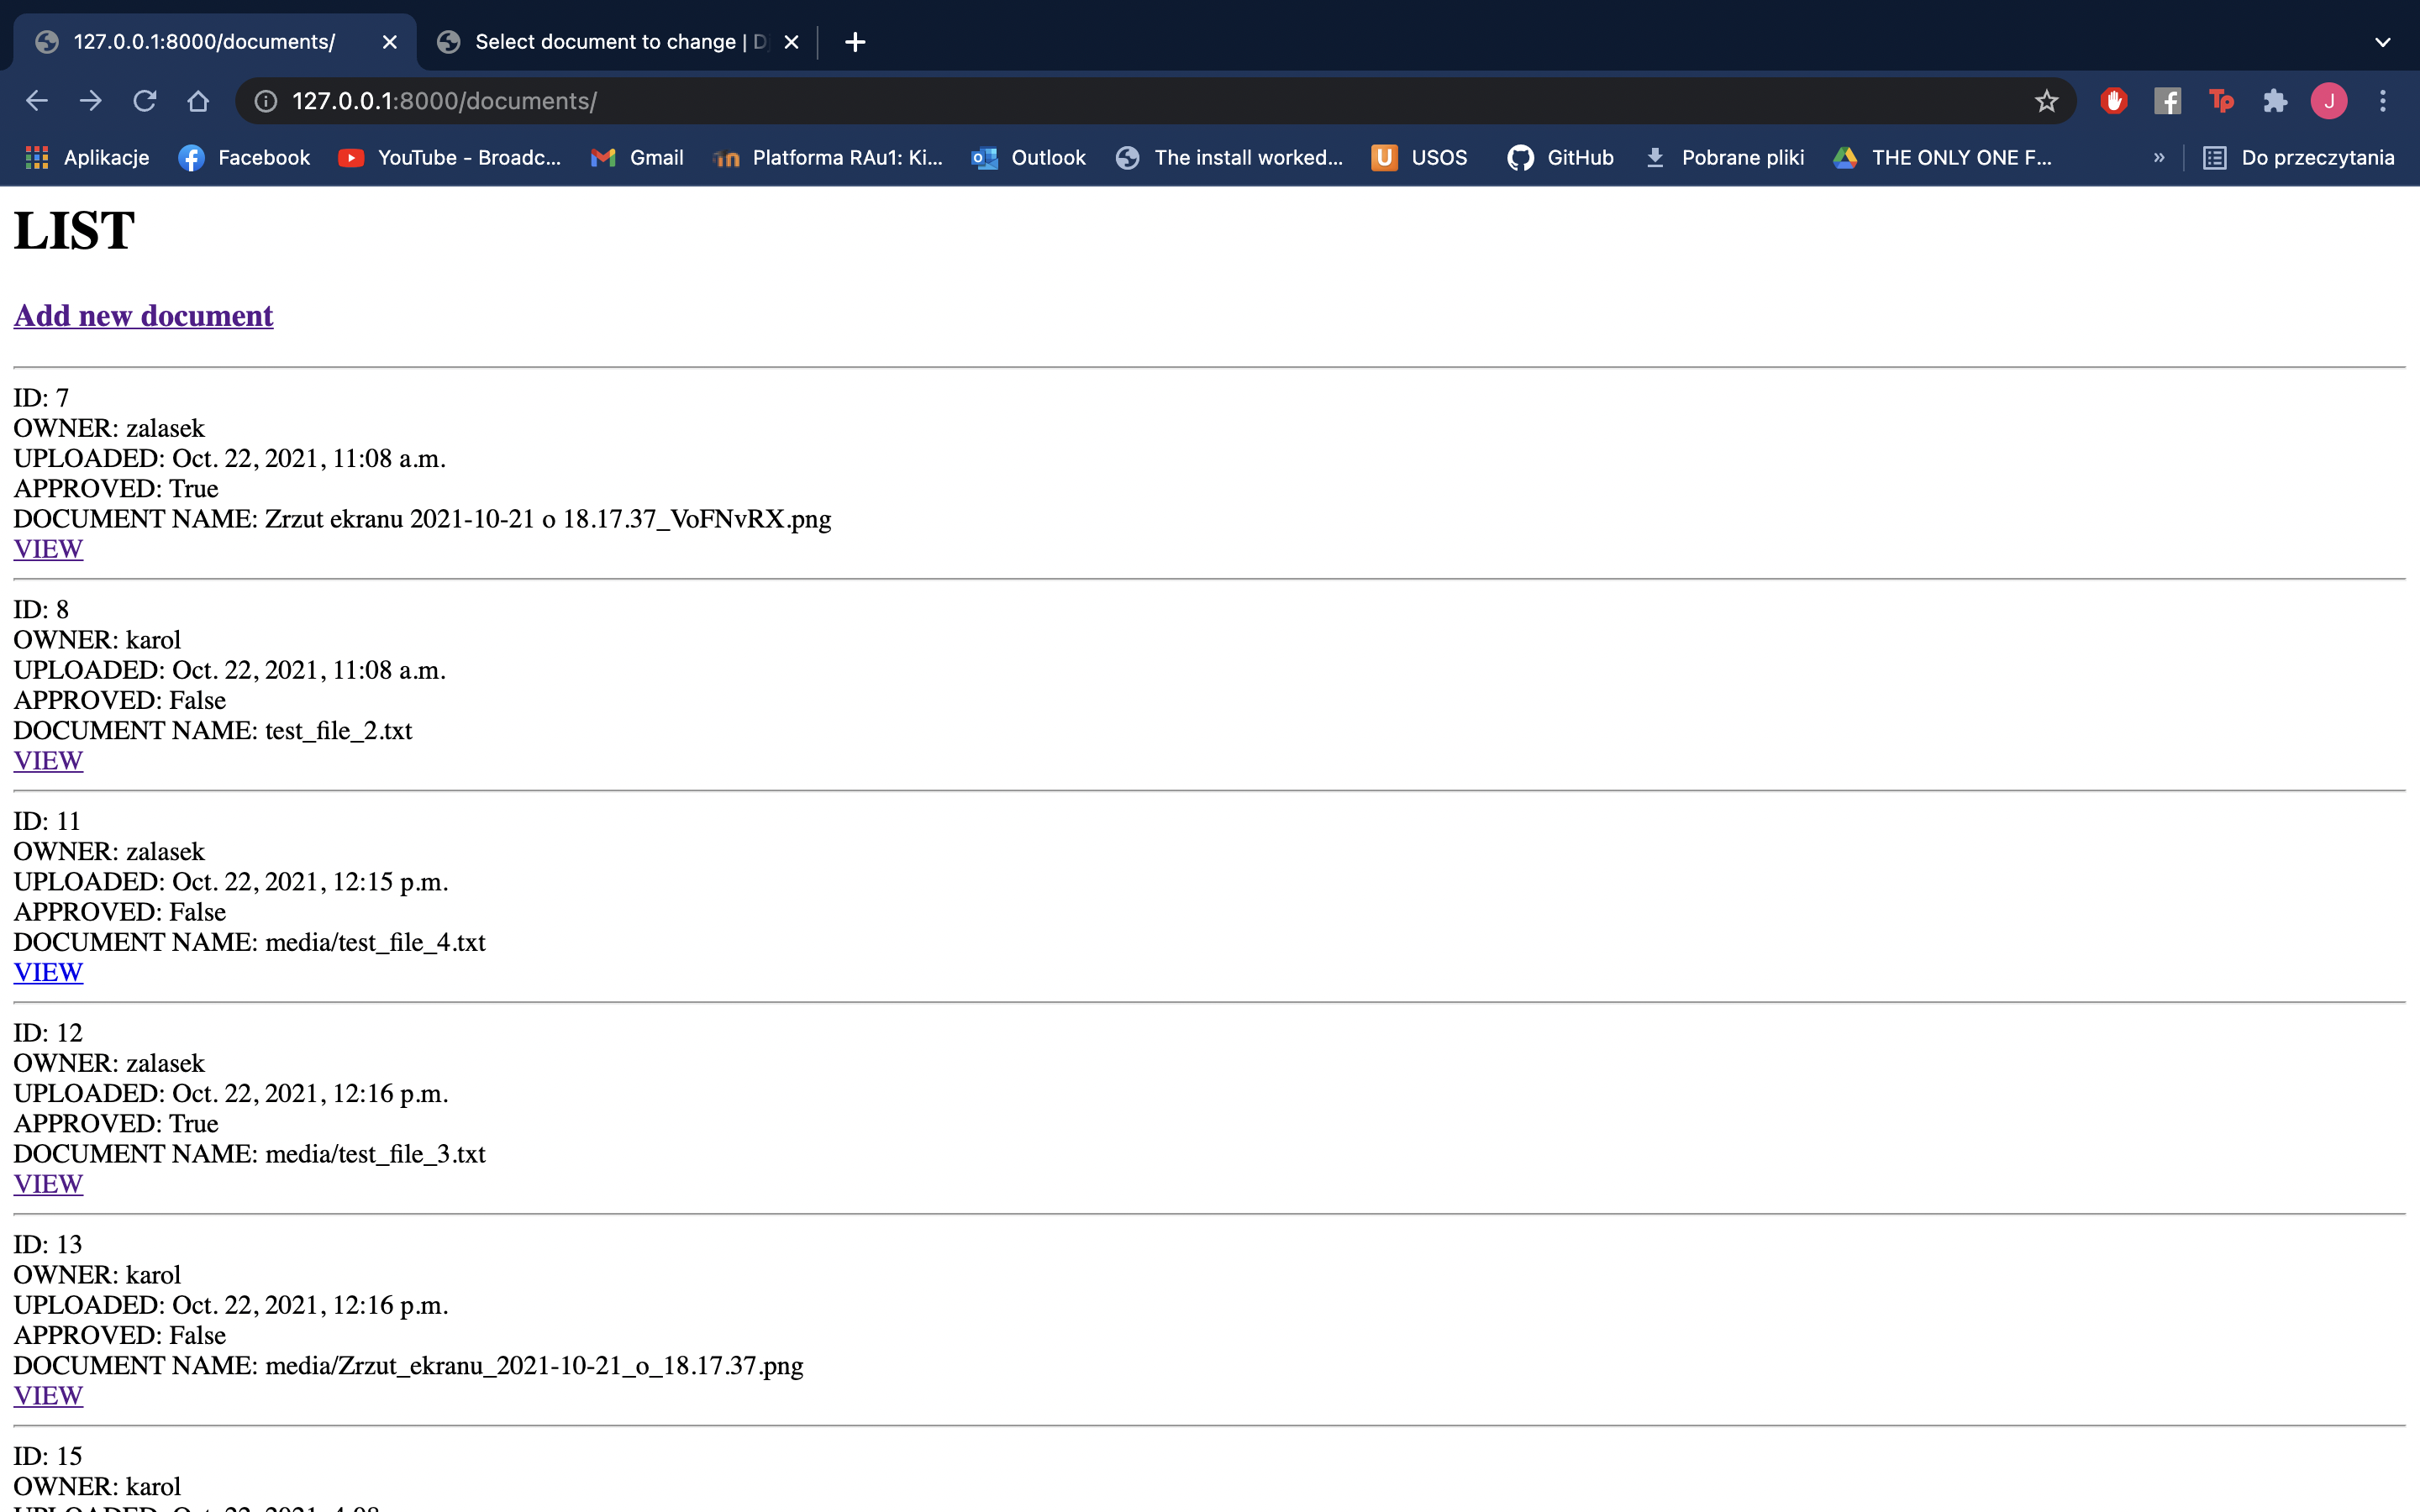 127.0.0.1:8000/documents/
Select document to change | D
127.0.0.1:8000/documents/
Aplikacje
Facebook
YouTube - Broadc...
Gmail
Platforma RAu1: Ki...
Outlook
The install worked...
USOS
GitHub
Pobrane pliki
THE ONLY ONE F...
»
Do przeczytania
LIST
Add new document
ID: 7
OWNER: zalasek
UPLOADED: Oct. 22, 2021, 11:08 a.m.
APPROVED: True
DOCUMENT NAME: Zrzut ekranu 2021-10-21 o 18.17.37_VoFNvRX.png
VIEW
ID: 8
OWNER: karol
UPLOADED: Oct. 22, 2021, 11:08 a.m.
APPROVED: False
DOCUMENT NAME: test_file_2.txt
VIEW
ID: 11
OWNER: zalasek
UPLOADED: Oct. 22, 2021, 12:15 p.m.
APPROVED: False
DOCUMENT NAME: media/test_file_4.txt
VIEW
ID: 12
OWNER: zalasek
UPLOADED: Oct. 22, 2021, 12:16 p.m.
APPROVED: True
DOCUMENT NAME: media/test_file_3.txt
VIEW
ID: 13
OWNER: karol
UPLOADED: Oct. 22, 2021, 12:16 p.m.
APPROVED: False
DOCUMENT NAME: media/Zrzut_ekranu_2021-10-21_o_18.17.37.png
VIEW
ID: 15
OWNER: karol